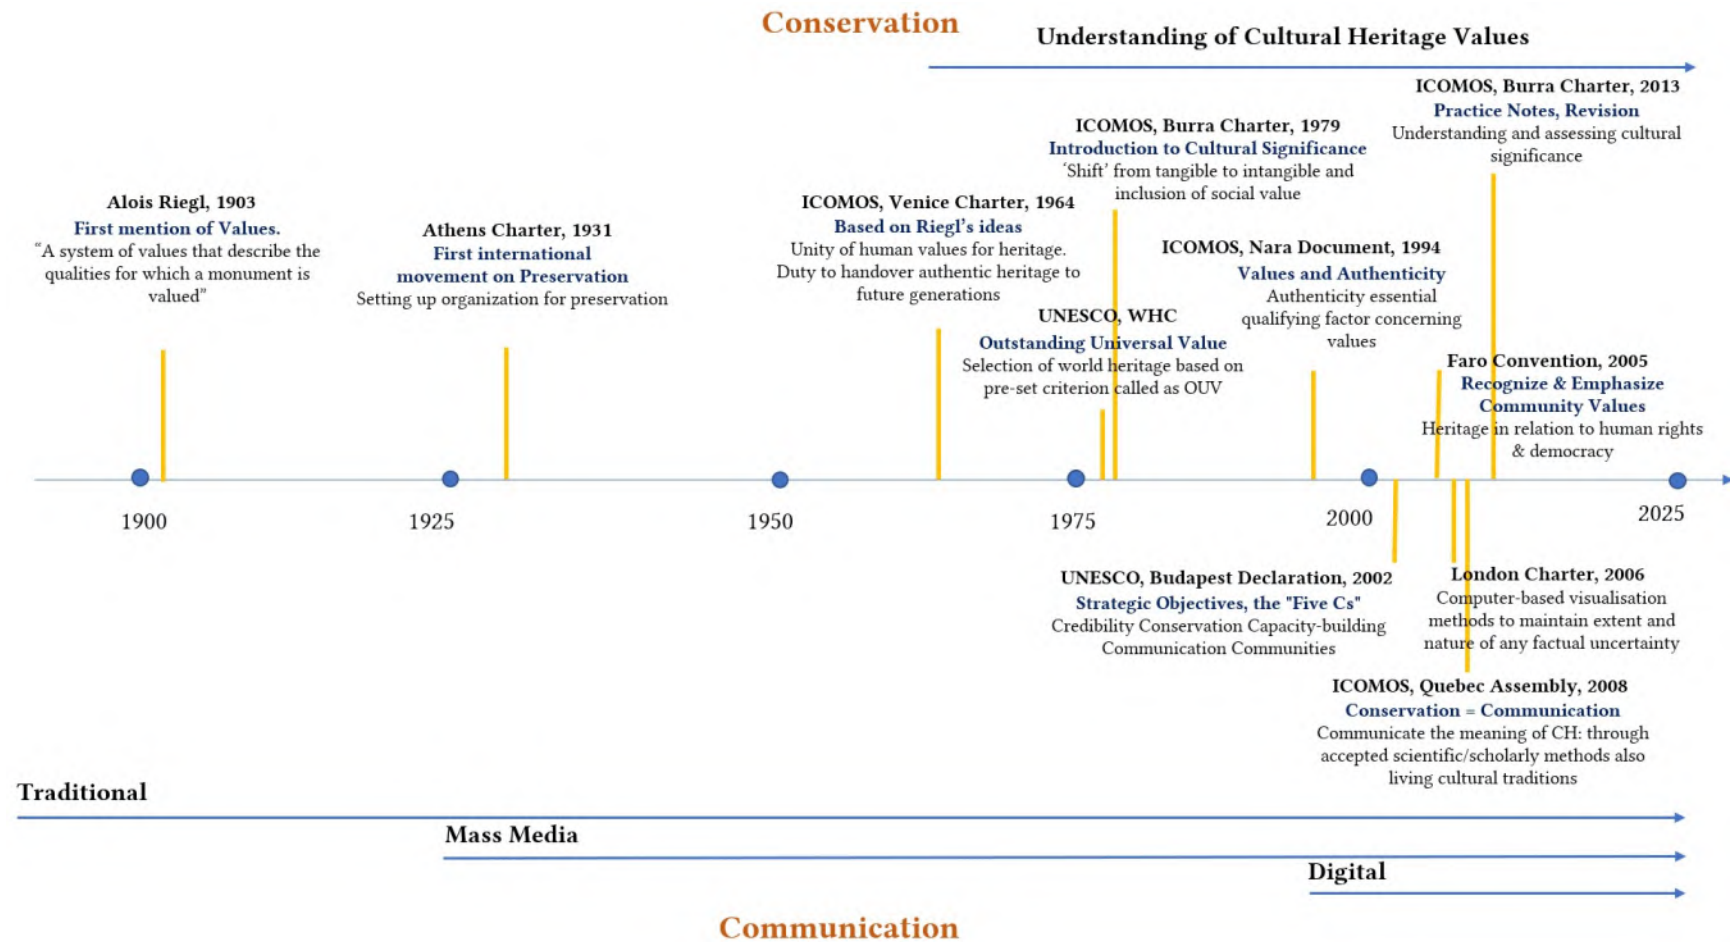 Conservation
Understanding of Cultural Heritage Values
ICOMOS, Burra Charter, 2013
Practice Notes, Revision
Understanding and assessing cultural
significance
ICOMOS, Burra Charter, 1979
Introduction to Cultural Significance
‘Shift’ from tangible to intangible and
inclusion of social value
Alois Riegl, 1903
First mention of Values.
“A system of values that describe the
qualities for which a monument is
valued”
Athens Charter, 1931
First international
movement on Preservation
Setting up organization for preservation
ICOMOS, Venice Charter, 1964
Based on Riegl’s ideas
Unity of human values for heritage.
Duty to handover authentic heritage to
future generations
UNESCO, WHC
Outstanding Universal Value
Selection of world heritage based on
pre-set criterion called as OUV
ICOMOS, Nara Document, 1994
Values and Authenticity
Authenticity essential
qualifying factor concerning
values
Faro Convention, 2005
Recognize & Emphasize
Community Values
Heritage in relation to human rights
& democracy
1900
1925
1950
1975
2000
2025
UNESCO, Budapest Declaration, 2002
Strategic Objectives, the "Five Cs"
Credibility Conservation Capacity-building
Communication Communities
London Charter, 2006
Computer-based visualisation
methods to maintain extent and
nature of any factual uncertainty
ICOMOS, Quebec Assembly, 2008
Conservation = Communication
Communicate the meaning of CH: through
accepted scientific/scholarly methods also
living cultural traditions
Traditional
Mass Media
Digital
Communication